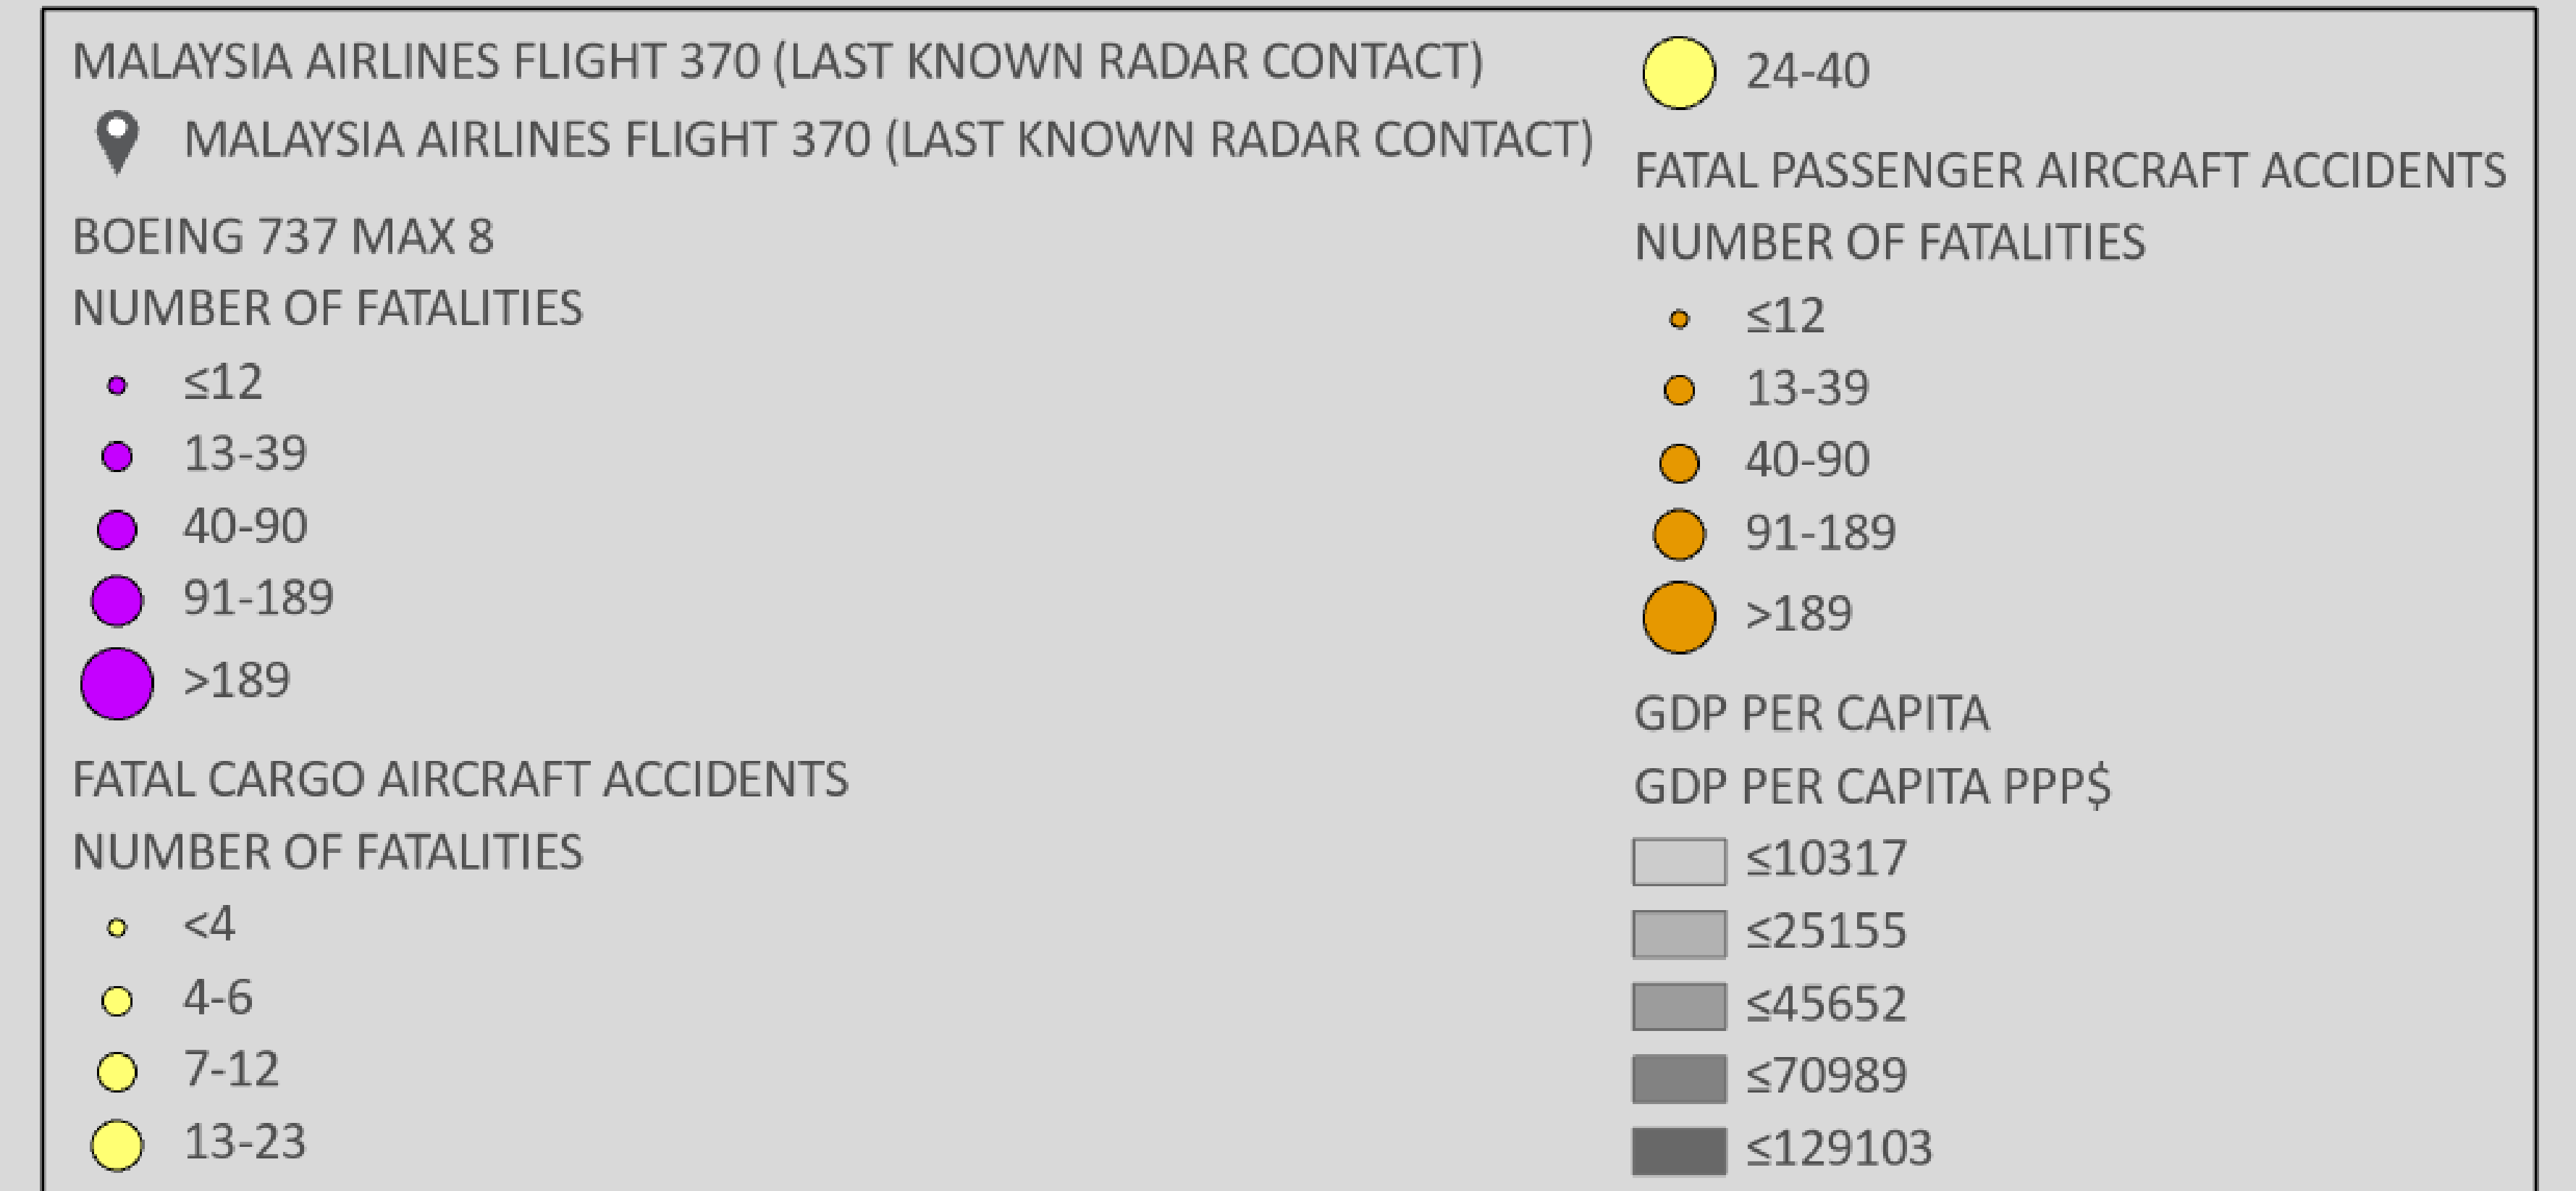 MALAYSIA AIRLINES FLIGHT 370 (LAST KNOWN RADAR CONTACT)
MALAYSIA AIRLINES FLIGHT 370 (LAST KNOWN RADAR CONTACT)
BOEING 737 MAX 8
NUMBER OF FATALITIES
≤12
13-39
40-90
91-189
>189
FATAL CARGO AIRCRAFT ACCIDENTS
NUMBER OF FATALITIES
<4
4-6
7-12
13-23
24-40
FATAL PASSENGER AIRCRAFT ACCIDENTS
NUMBER OF FATALITIES
≤12
13-39
40-90
91-189
>189
GDP PER CAPITA
GDP PER CAPITA PPP$
≤10317
≤25155
≤45652
≤70989
≤129103